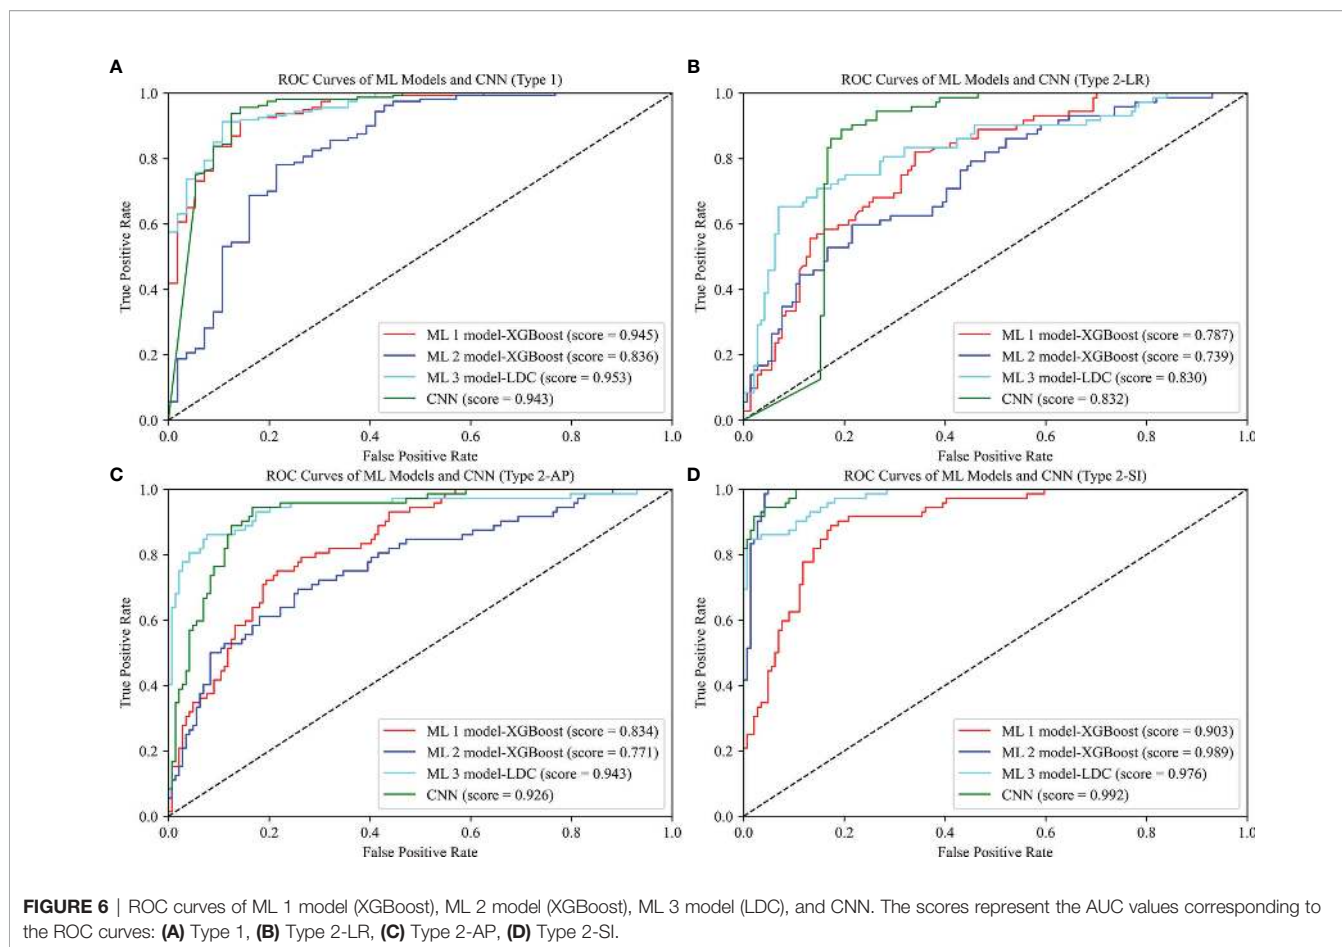 A
ROC Curves of ML Models and CNN (Type 1)
1.0
0.8
0.6
0.4
0.2
0.0
True Positive Rate
ML 1 model-XGBoost (score = 0.945)
ML 2 model-XGBoost (score = 0.836)
ML 3 model-LDC (score = 0.953)
CNN (score = 0.943)
0.0 0.2 0.4 0.6 0.8 1.0
False Positive Rate
B
ROC Curves of ML Models and CNN (Type 2-LR)
1.0
0.8
0.6
0.4
0.2
0.0
True Positive Rate
ML 1 model-XGBoost (score = 0.787)
ML 2 model-XGBoost (score = 0.739)
ML 3 model-LDC (score = 0.830)
CNN (score = 0.832)
0.0 0.2 0.4 0.6 0.8 1.0
False Positive Rate
C
ROC Curves of ML Models and CNN (Type 2-AP)
1.0
0.8
0.6
0.4
0.2
0.0
True Positive Rate
ML 1 model-XGBoost (score = 0.834)
ML 2 model-XGBoost (score = 0.771)
ML 3 model-LDC (score = 0.943)
CNN (score = 0.926)
0.0 0.2 0.4 0.6 0.8 1.0
False Positive Rate
D
ROC Curves of ML Models and CNN (Type 2-SI)
1.0
0.8
0.6
0.4
0.2
0.0
True Positive Rate
ML 1 model-XGBoost (score = 0.903)
ML 2 model-XGBoost (score = 0.989)
ML 3 model-LDC (score = 0.976)
CNN (score = 0.992)
0.0 0.2 0.4 0.6 0.8 1.0
False Positive Rate
FIGURE 6 | ROC curves of ML 1 model (XGBoost), ML 2 model (XGBoost), ML 3 model (LDC), and CNN. The scores represent the AUC values corresponding to
the ROC curves: (A) Type 1, (B) Type 2-LR, (C) Type 2-AP, (D) Type 2-SI.